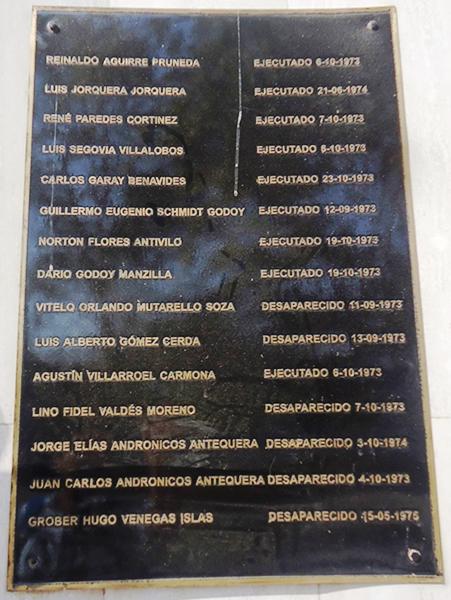 REINALDO AGUIRRE PRUNEDA EJECUTADO 6-10-1973
LUIS JORQUERA JORQUERA EJECUTADO 21-06-1974
RENÉ PAREDES CORTINEZ EJECUTADO 7-10-1973
LUIS SEGOVIA VILLALOBOS EJECUTADO 6-10-1973
CARLOS GARAY BENAVIDES EJECUTADO 23-10-1973
GUILLERMO EUGENIO SCHMIDT GODOY EJECUTADO 12-09-1973
NORTON FLORES ANTIVILO EJECUTADO 19-10-1973
DARIO GODOY MANZILLA EJECUTADO 19-10-1973
VITELO ORLANDO MUTARELLO SOZA DESAPARECIDO 11-09-1973
LUIS ALBERTO GÓMEZ CERDA DESAPARECIDO 13-09-1973
AGUSTÍN VILLARROEL CARMONA EJECUTADO 6-10-1973
LINO FIDEL VALDÉS MORENO DESAPARECIDO 7-10-1973
JORGE ELÍAS ANDRONICOS ANTEQUERA DESAPARECIDO 3-10-1974
JUAN CARLOS ANDRONICOS ANTEQUERA DESAPARECIDO 4-10-1973
GROBER HUGO VENEGAS ISLAS DESAPARECIDO 15-05-1975